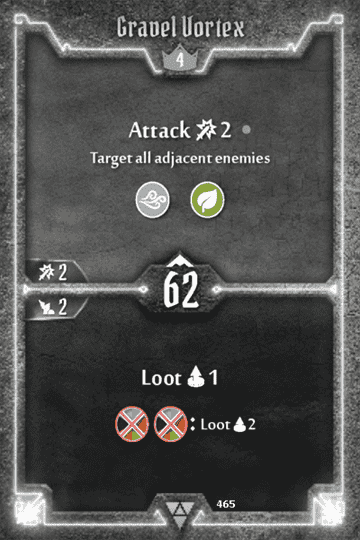 Gravel Vortex
4
Attack 2
Target all adjacent enemies
2
62
2
Loot 1
: Loot 2
465